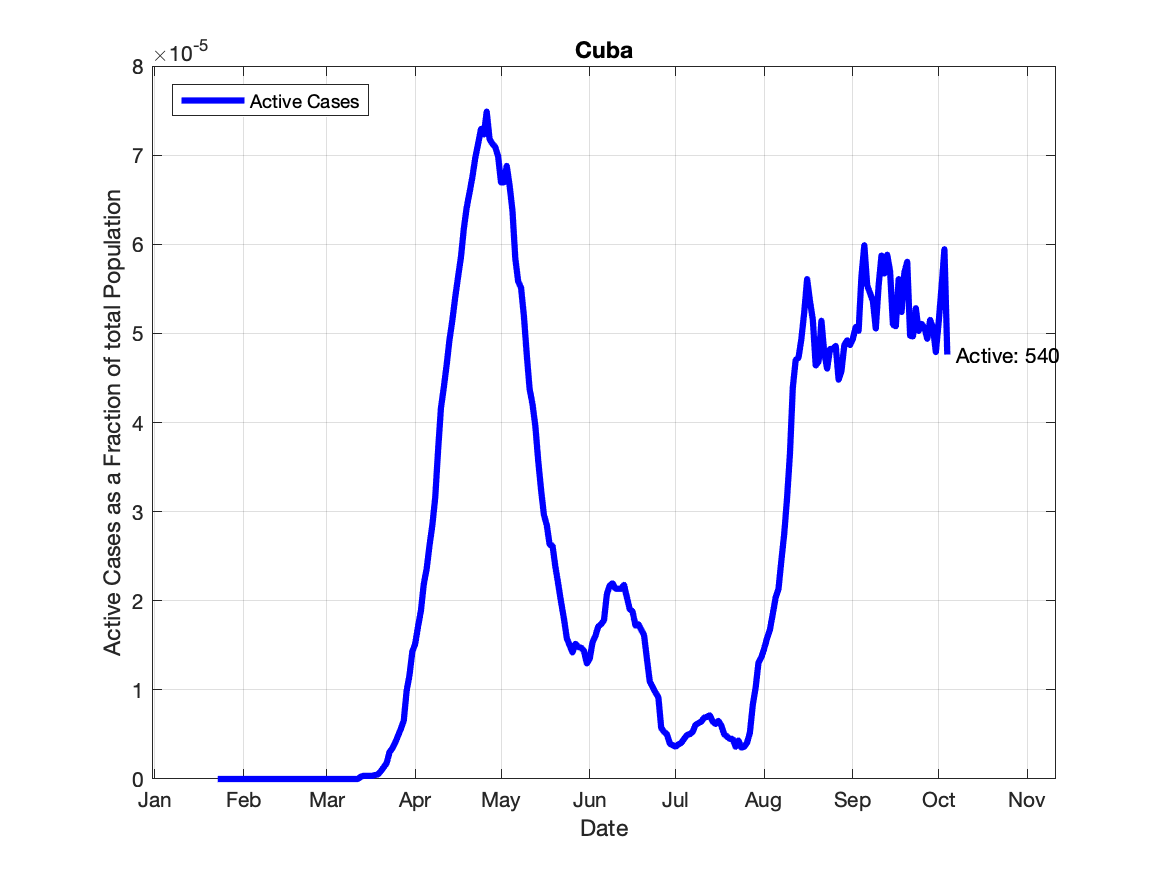 Cuba
×10-5
Active Cases
8
7
6
5
4
3
2
1
0
Active: 540
Active Cases as a Fraction of total Population
Jan Feb Mar Apr May Jun Jul Aug Sep Oct Nov
Date